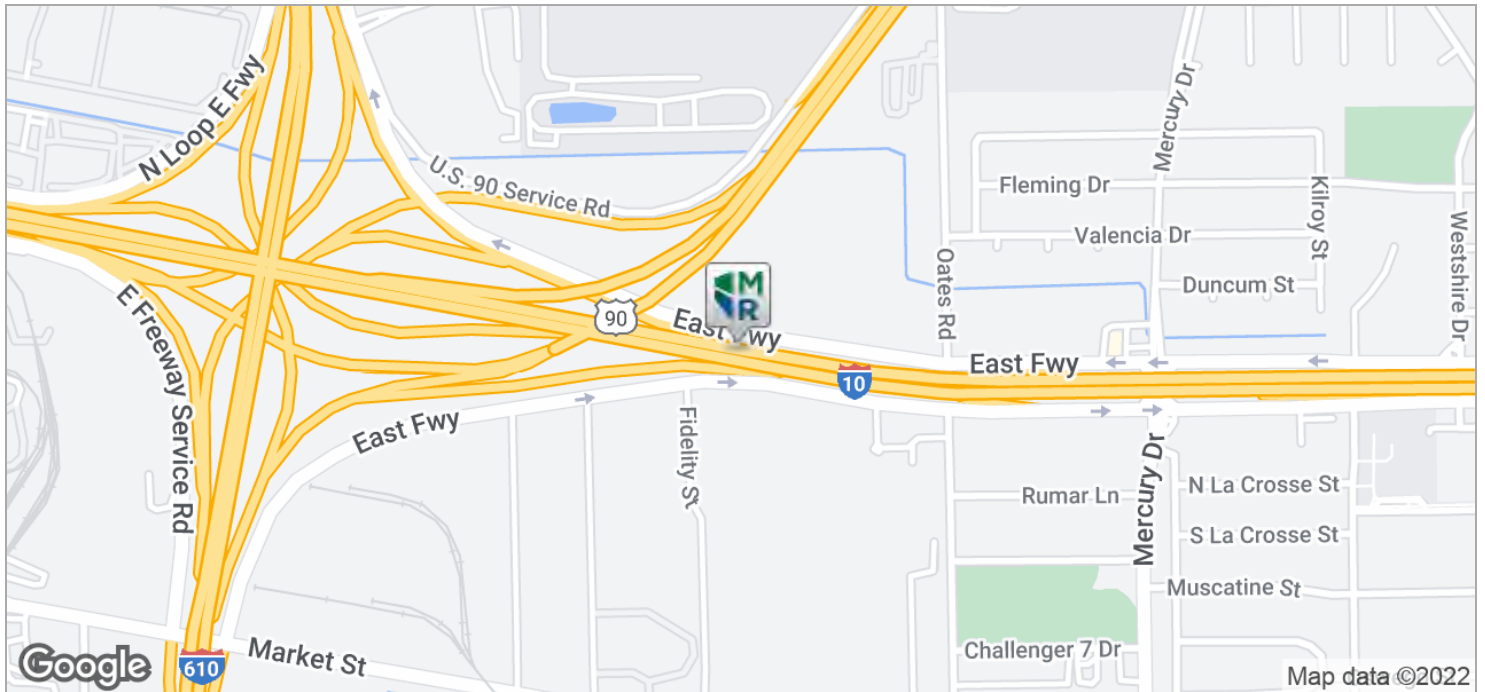 N Loop E Fwy
U.S. 90 Service Rd
Mercury Dr
Fleming Dr
Kilroy St
Valencia Dr
Westshire Dr
Oates Rd
Duncum St
M
R
90
East Fwy
East Fwy
10
E Freeway Service Rd
East Fwy
Fidelity St
Mercury Dr
Rumar Ln
N La Crosse St
S La Crosse St
Muscatine St
Challenger 7 Dr
Market St
Google
610
Map data ©2022